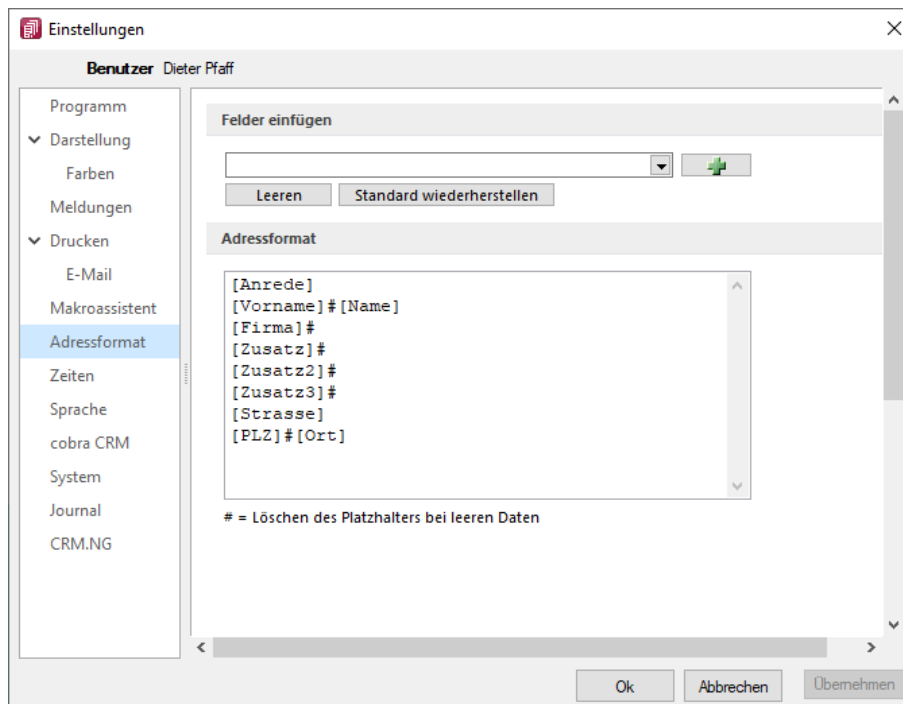 Einstellungen
Benutzer Dieter Pfaff
Programm
Darstellung
Farben
Meldungen
Drucken
E-Mail
Makroassistent
Adressformat
Zeiten
Sprache
cobra CRM
System
Journal
CRM.NG
Felder einfügen
Leeren
Standard wiederherstellen
Adressformat
[Anrede]
[Vorname]#[Name]
[Firma]#
[Zusatz]#
[Zusatz2]#
[Zusatz3]#
[Strasse]
[PLZ]#[Ort]
# = Löschen des Platzhalters bei leeren Daten
Ok
Abbrechen
Übernehmen